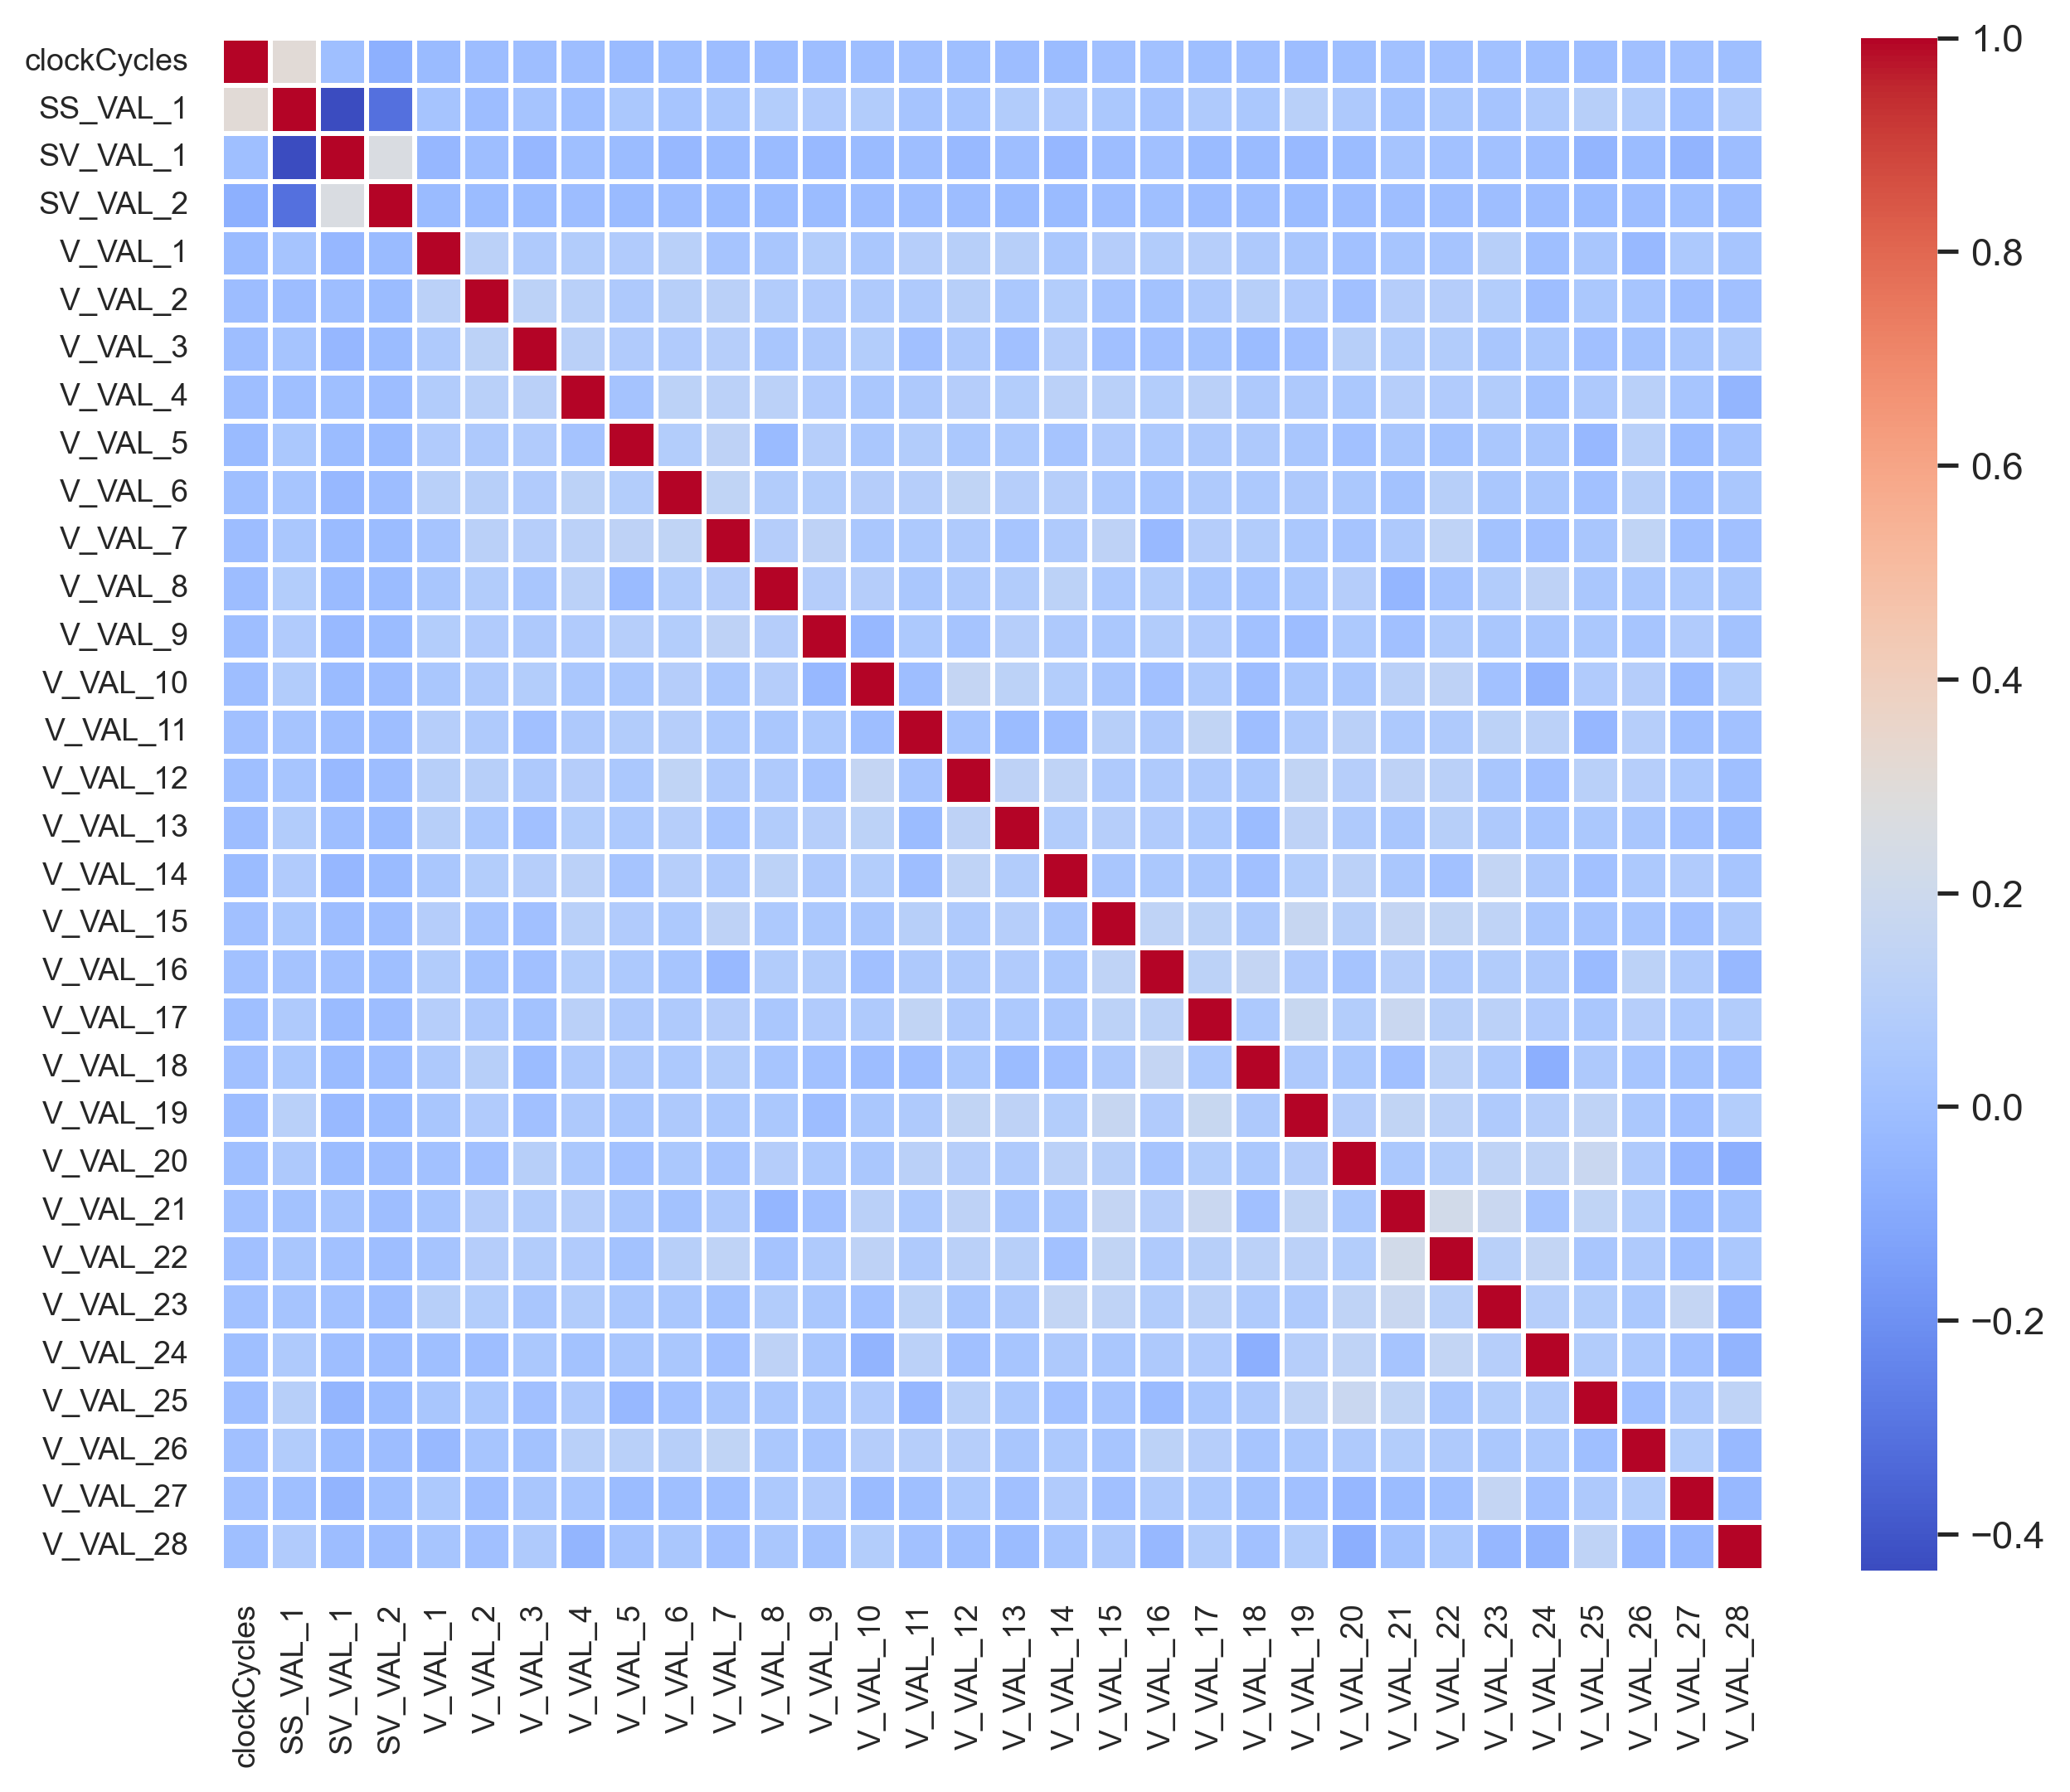 clockCycles
SS_VAL_1
SV_VAL_1
SV_VAL_2
V_VAL_1
V_VAL_2
V_VAL_3
V_VAL_4
V_VAL_5
V_VAL_6
V_VAL_7
V_VAL_8
V_VAL_9
V_VAL_10
V_VAL_11
V_VAL_12
V_VAL_13
V_VAL_14
V_VAL_15
V_VAL_16
V_VAL_17
V_VAL_18
V_VAL_19
V_VAL_20
V_VAL_21
V_VAL_22
V_VAL_23
V_VAL_24
V_VAL_25
V_VAL_26
V_VAL_27
V_VAL_28
clockCycles
SS_VAL_1
SV_VAL_1
SV_VAL_2
V_VAL_1
V_VAL_2
V_VAL_3
V_VAL_4
V_VAL_5
V_VAL_6
V_VAL_7
V_VAL_8
V_VAL_9
V_VAL_10
V_VAL_11
V_VAL_12
V_VAL_13
V_VAL_14
V_VAL_15
V_VAL_16
V_VAL_17
V_VAL_18
V_VAL_19
V_VAL_20
V_VAL_21
V_VAL_22
V_VAL_23
V_VAL_24
V_VAL_25
V_VAL_26
V_VAL_27
V_VAL_28
1.0
0.8
0.6
0.4
0.2
0.0
−0.2
−0.4